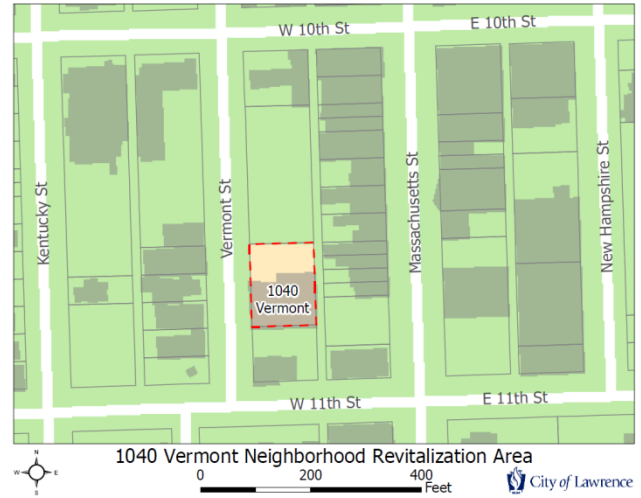 W 10th St
E 10th St
Kentucky St
Vermont St
Massachusetts St
New Hampshire St
1040
Vermont
W 11th St
E 11th St
1040 Vermont Neighborhood Revitalization Area
N
W
E
S
0 200 400
Feet
City of Lawrence